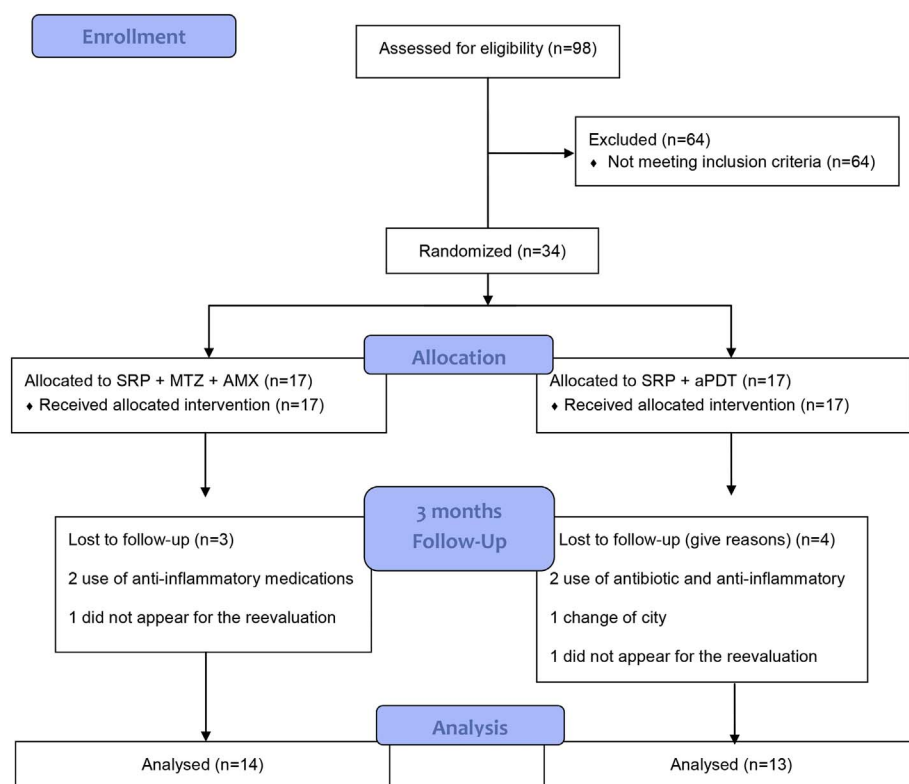 Enrollment
Assessed for eligibility (n=98)
Excluded (n=64)
♦ Not meeting inclusion criteria (n=64)
Randomized (n=34)
Allocation
Allocated to SRP + MTZ + AMX (n=17)
♦ Received allocated intervention (n=17)
Allocated to SRP + aPDT (n=17)
♦ Received allocated intervention (n=17)
3 months
Follow-Up
Lost to follow-up (n=3)
2 use of anti-inflammatory medications
1 did not appear for the reevaluation
Lost to follow-up (give reasons) (n=4)
2 use of antibiotic and anti-inflammatory
1 change of city
1 did not appear for the reevaluation
Analysis
Analysed (n=14)
Analysed (n=13)